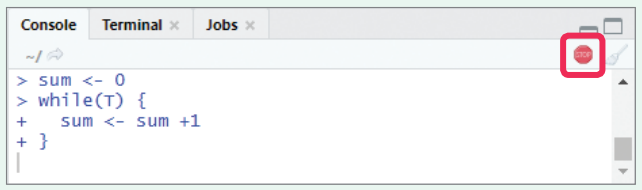 Console Terminal Jobs
~/
STOP
> sum <- 0
> while(T) {
+   sum <- sum +1
+ }